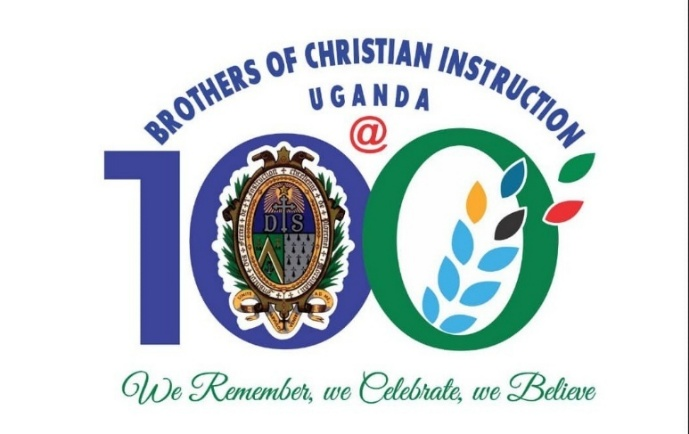 BROTHERS OF CHRISTIAN INSTRUCTION
UGANDA
@
100
D S
We Remember, we Celebrate, we Believe